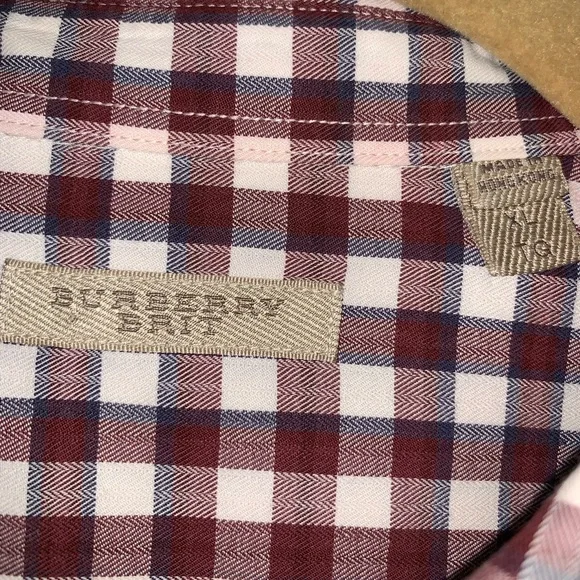 BURBERRY
BRIT
MADE IN
HONG KONG
XL
TG